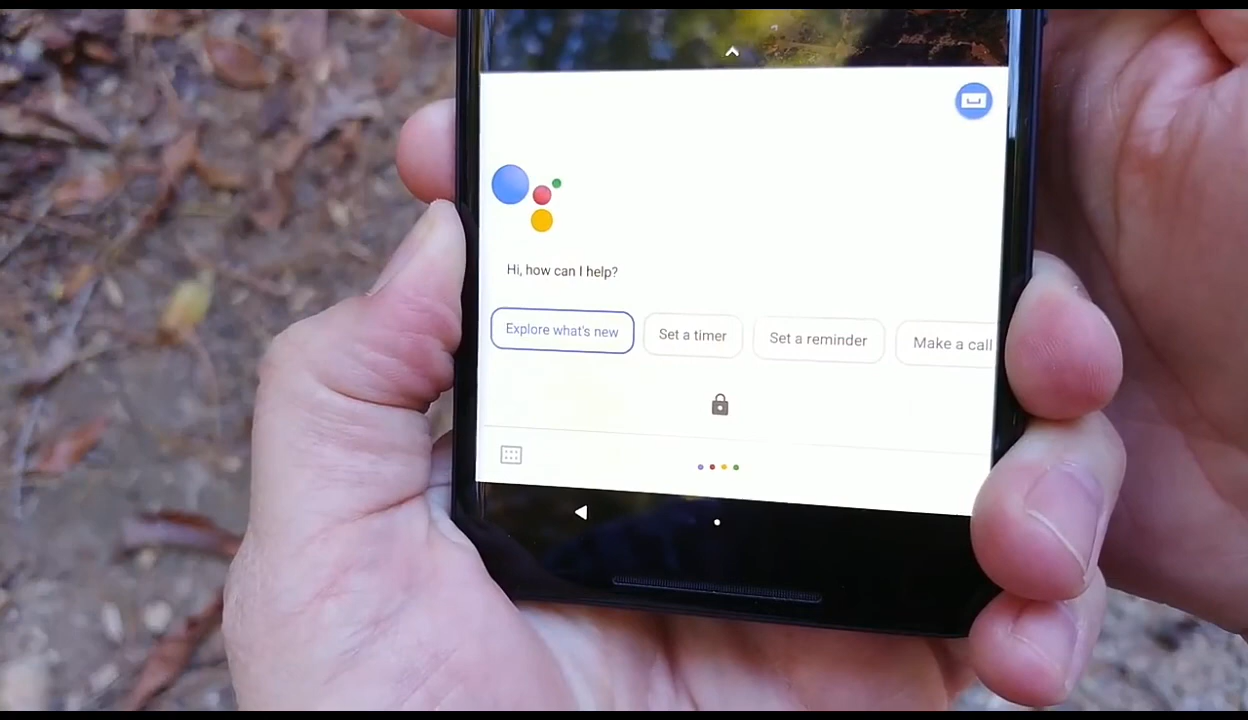 Hi, how can I help?
Explore what's new
Set a timer
Set a reminder
Make a call